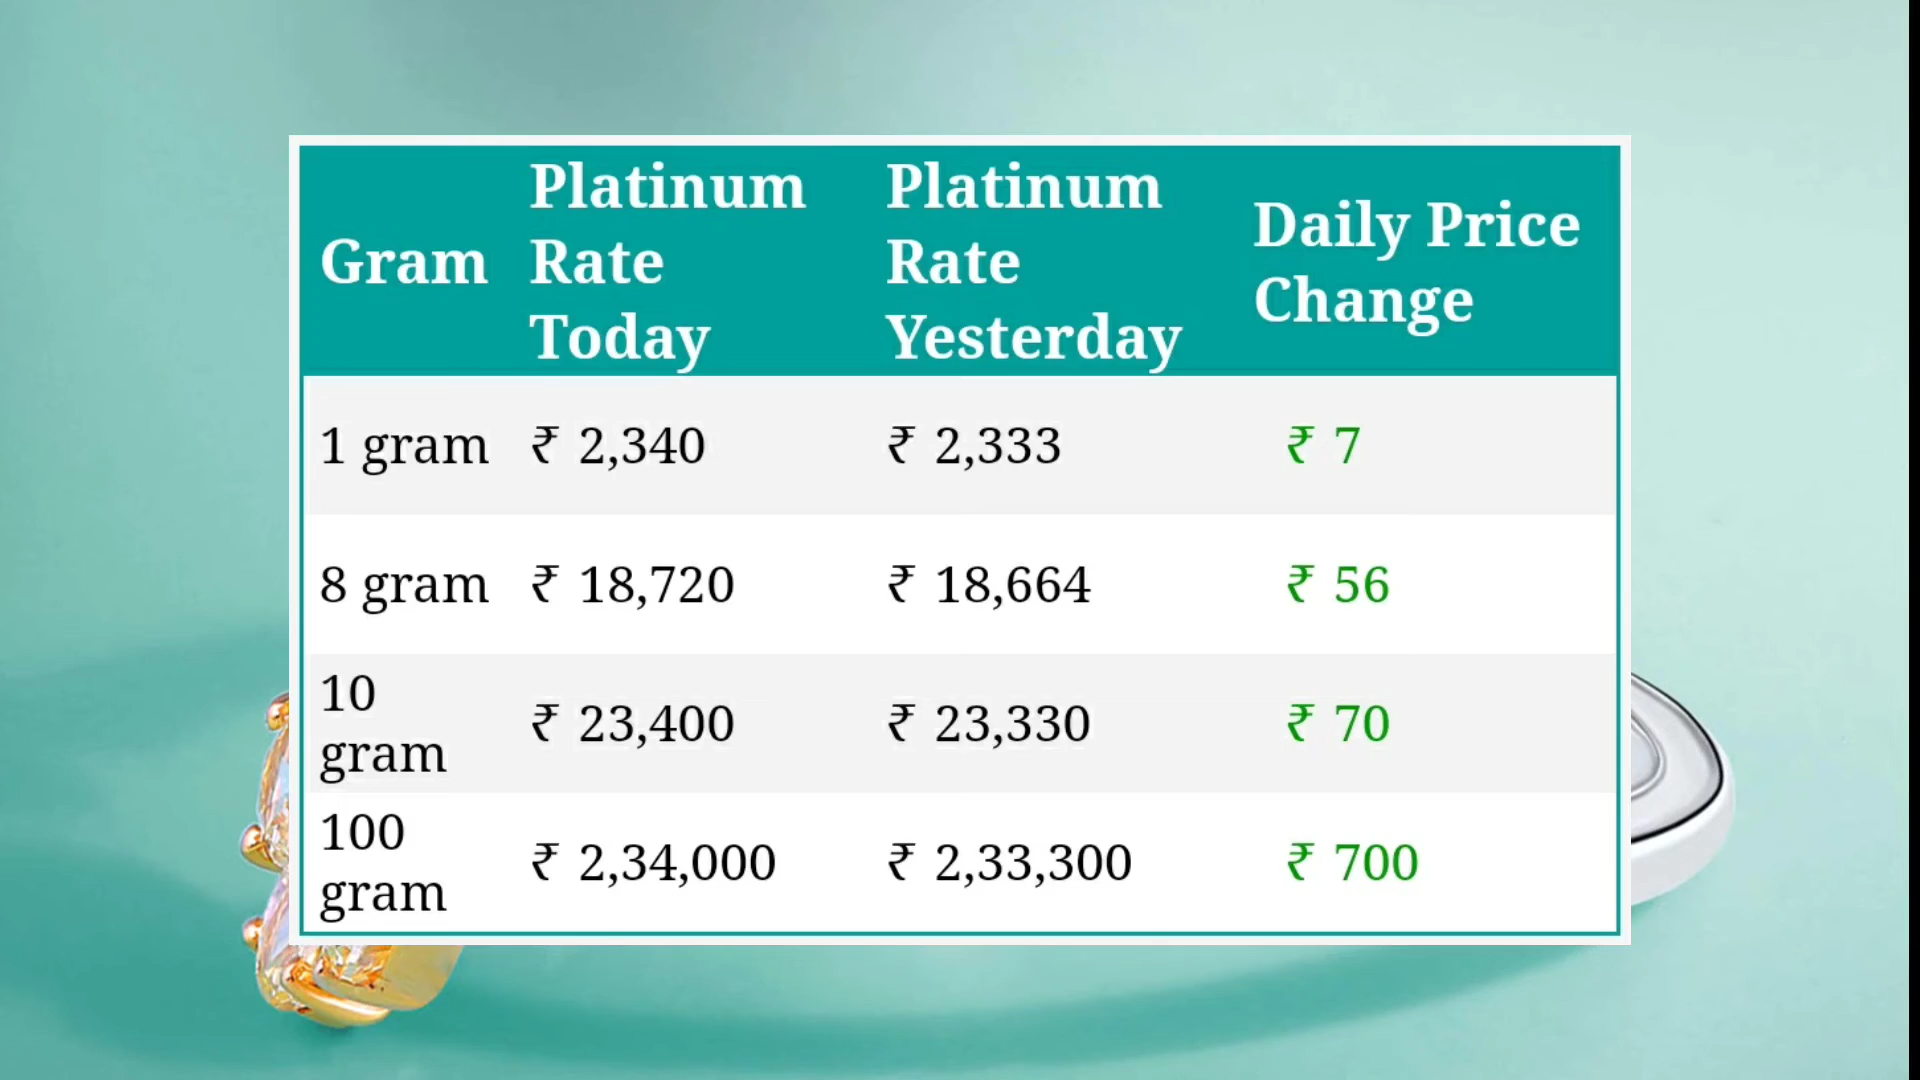 Gram
Platinum
Rate
Today
Platinum
Rate
Yesterday
Daily Price
Change
1 gram ₹ 2,340 ₹ 2,333 ₹ 7
8 gram ₹ 18,720 ₹ 18,664 ₹ 56
10
gram ₹ 23,400 ₹ 23,330 ₹ 70
100
gram ₹ 2,34,000 ₹ 2,33,300 ₹ 700